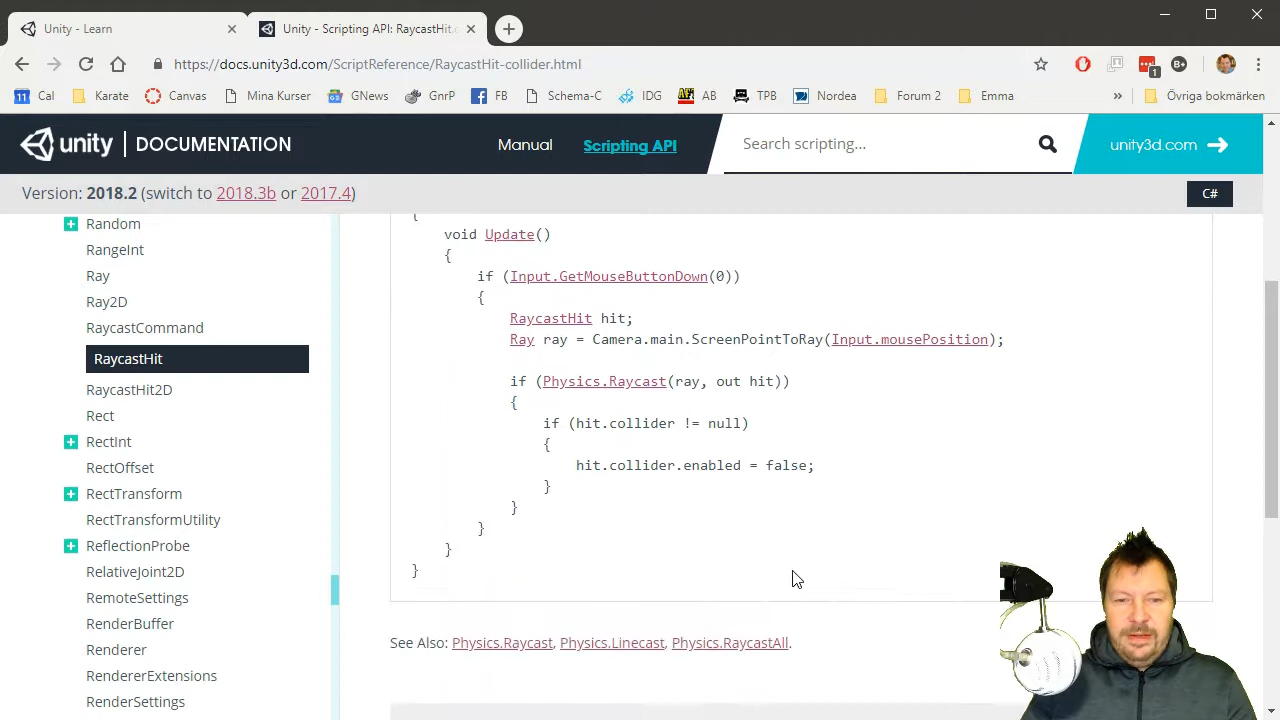 Unity - Learn
Unity - Scripting API: RaycastHit.c
https://docs.unity3d.com/ScriptReference/RaycastHit-collider.html
1
11 Cal
Karate
Canvas
Mina Kurser
GNews
GnrP
FB
Schema-C
IDG
AB
TPB
Nordea
Forum 2
Emma
»
Övriga bokmärken
unity | DOCUMENTATION
Manual
Scripting API
Search scripting...
unity3d.com
Version: 2018.2 (switch to 2018.3b or 2017.4)
C#
Random
RangeInt
Ray
Ray2D
RaycastCommand
RaycastHit
RaycastHit2D
Rect
RectInt
RectOffset
RectTransform
RectTransformUtility
ReflectionProbe
RelativeJoint2D
RemoteSettings
RenderBuffer
Renderer
RendererExtensions
RenderSettings
{
void Update()
{
if (Input.GetMouseButtonDown(0))
{
RaycastHit hit;
Ray ray = Camera.main.ScreenPointToRay(Input.mousePosition);
if (Physics.Raycast(ray, out hit))
{
if (hit.collider != null)
{
hit.collider.enabled = false;
}
}
}
}
}
See Also: Physics.Raycast, Physics.Linecast, Physics.RaycastAll.